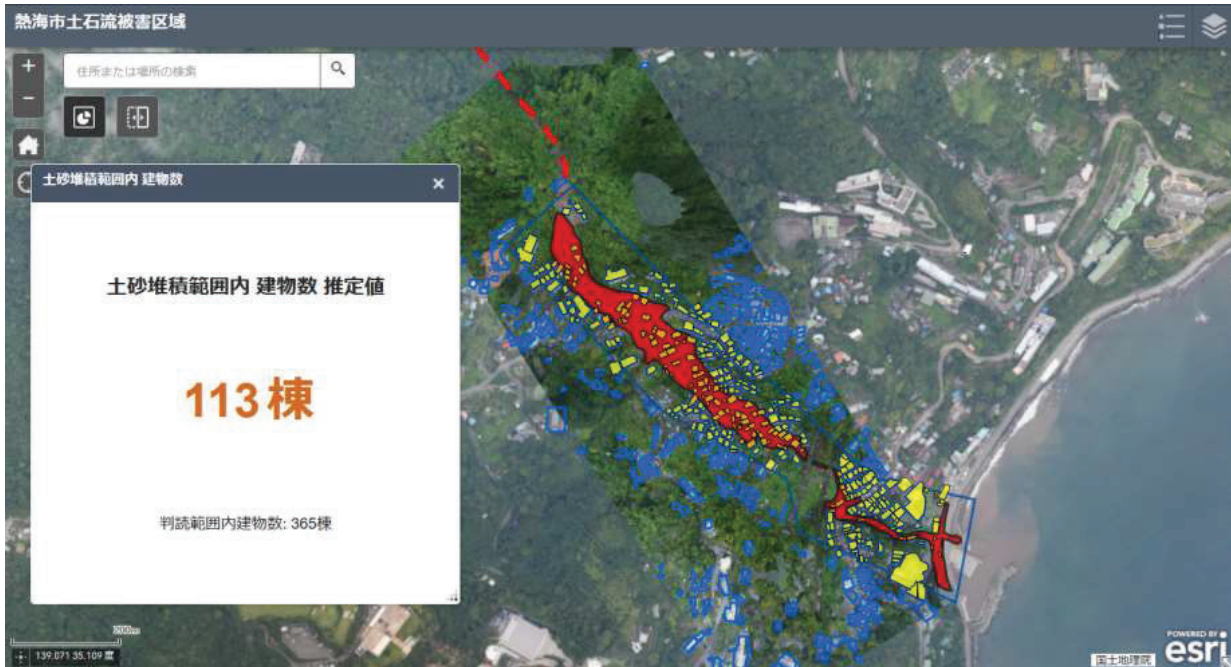 熱海市土石流被害区域
+
住所または場所の検索
−
土砂堆積範囲内 建物数
×
土砂堆積範囲内 建物数 推定値
113棟
判読範囲内建物数: 365棟
200m
139.071 35.109 度
国土地理院
POWERED BY
esri